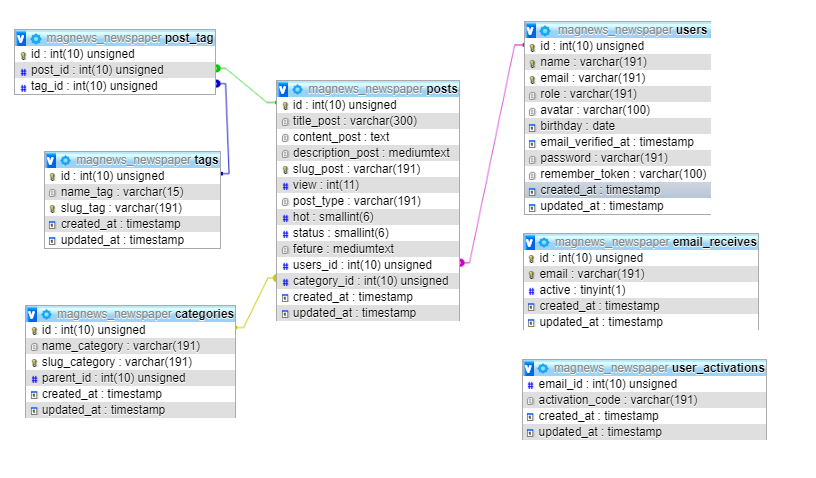 magnews_newspaper post_tag
id : int(10) unsigned
post_id : int(10) unsigned
tag_id : int(10) unsigned
magnews_newspaper tags
id : int(10) unsigned
name_tag : varchar(15)
slug_tag : varchar(191)
created_at : timestamp
updated_at : timestamp
magnews_newspaper categories
id : int(10) unsigned
name_category : varchar(191)
slug_category : varchar(191)
parent_id : int(10) unsigned
created_at : timestamp
updated_at : timestamp
magnews_newspaper posts
id : int(10) unsigned
title_post : varchar(300)
content_post : text
description_post : mediumtext
slug_post : varchar(191)
view : int(11)
post_type : varchar(191)
hot : smallint(6)
status : smallint(6)
feture : mediumtext
users_id : int(10) unsigned
category_id : int(10) unsigned
created_at : timestamp
updated_at : timestamp
magnews_newspaper users
id : int(10) unsigned
name : varchar(191)
email : varchar(191)
role : varchar(191)
avatar : varchar(100)
birthday : date
email_verified_at : timestamp
password : varchar(191)
remember_token : varchar(100)
created_at : timestamp
updated_at : timestamp
magnews_newspaper email_receives
id : int(10) unsigned
email : varchar(191)
active : tinyint(1)
created_at : timestamp
updated_at : timestamp
magnews_newspaper user_activations
email_id : int(10) unsigned
activation_code : varchar(191)
created_at : timestamp
updated_at : timestamp